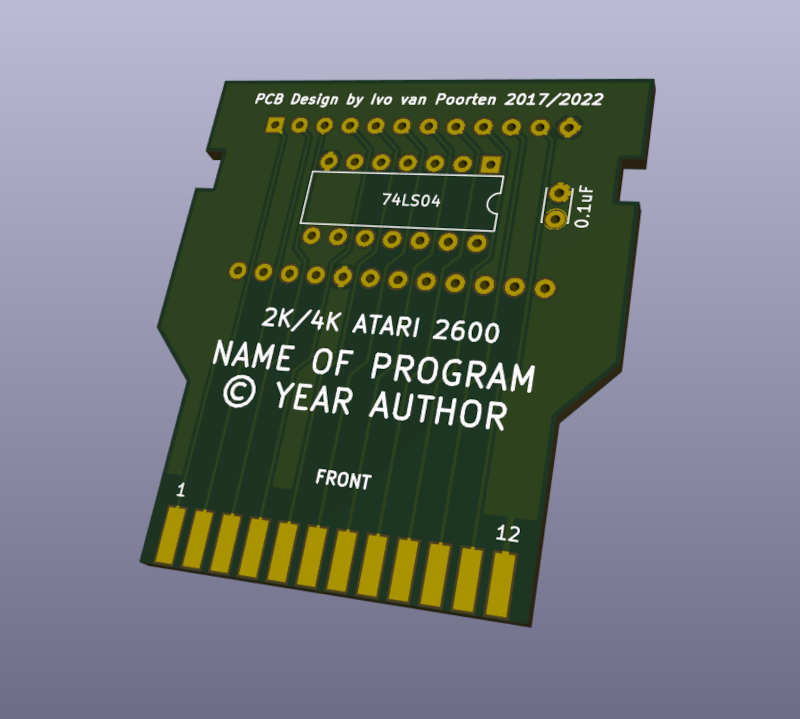 PCB Design by Ivo van Poorten 2017/2022
74LS04
0.1uF
2K/4K ATARI 2600
NAME OF PROGRAM
© YEAR AUTHOR
FRONT
1
12